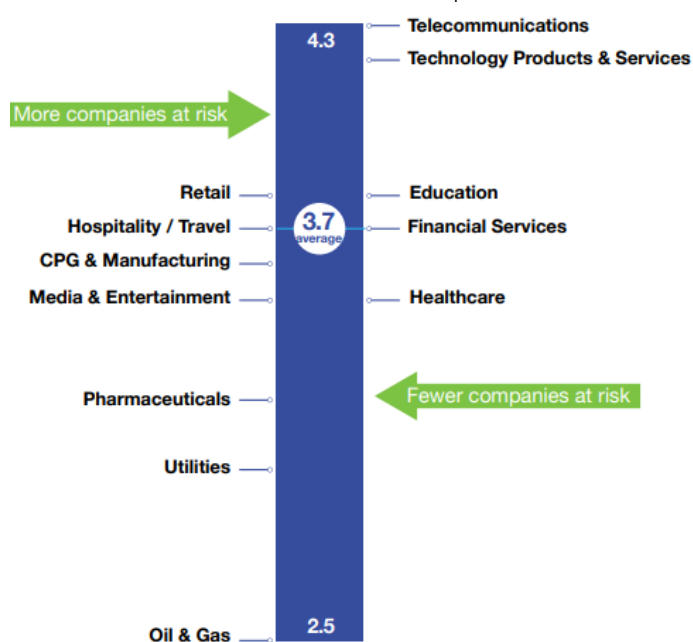 Telecommunications
4.3
Technology Products & Services
More companies at risk
Retail
Education
Hospitality / Travel
3.7
average
Financial Services
CPG & Manufacturing
Media & Entertainment
Healthcare
Pharmaceuticals
Fewer companies at risk
Utilities
2.5
Oil & Gas